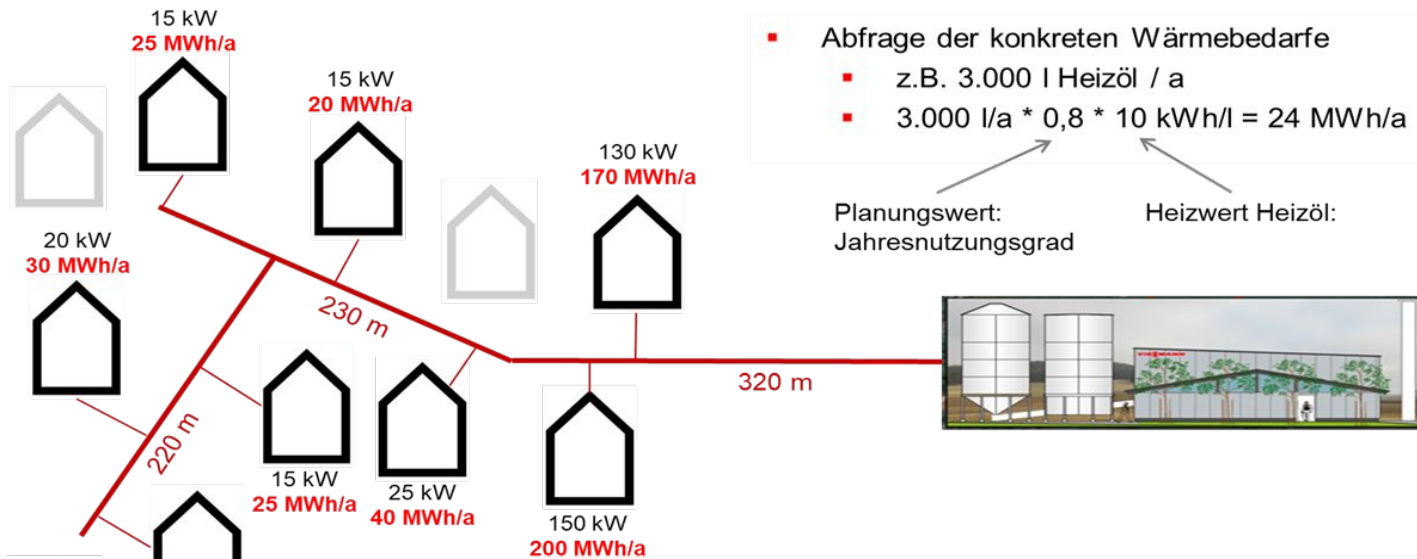 15 kW
25 MWh/a
15 kW
20 MWh/a
130 kW
170 MWh/a
20 kW
30 MWh/a
230 m
320 m
220 m
15 kW
25 MWh/a
25 kW
40 MWh/a
150 kW
200 MWh/a
Abfrage der konkreten Wärmebedarfe
z.B. 3.000 l Heizöl / a
3.000 l/a * 0,8 * 10 kWh/l = 24 MWh/a
Planungswert:
Jahresnutzungsgrad
Heizwert Heizöl:
VIESMANN